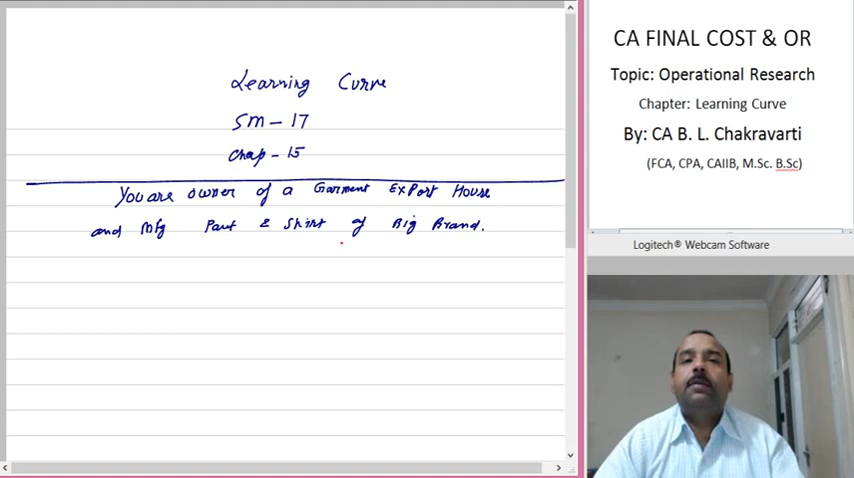 Learning Curve
SM - 17
Chap - 15
You are owner of a Garment Export House
and Mfg Pant & Shirt of Big Brand.
CA FINAL COST & OR
Topic: Operational Research
Chapter: Learning Curve
By: CA B. L. Chakravarti
(FCA, CPA, CAIIB, M.Sc. B.Sc)
Logitech® Webcam Software